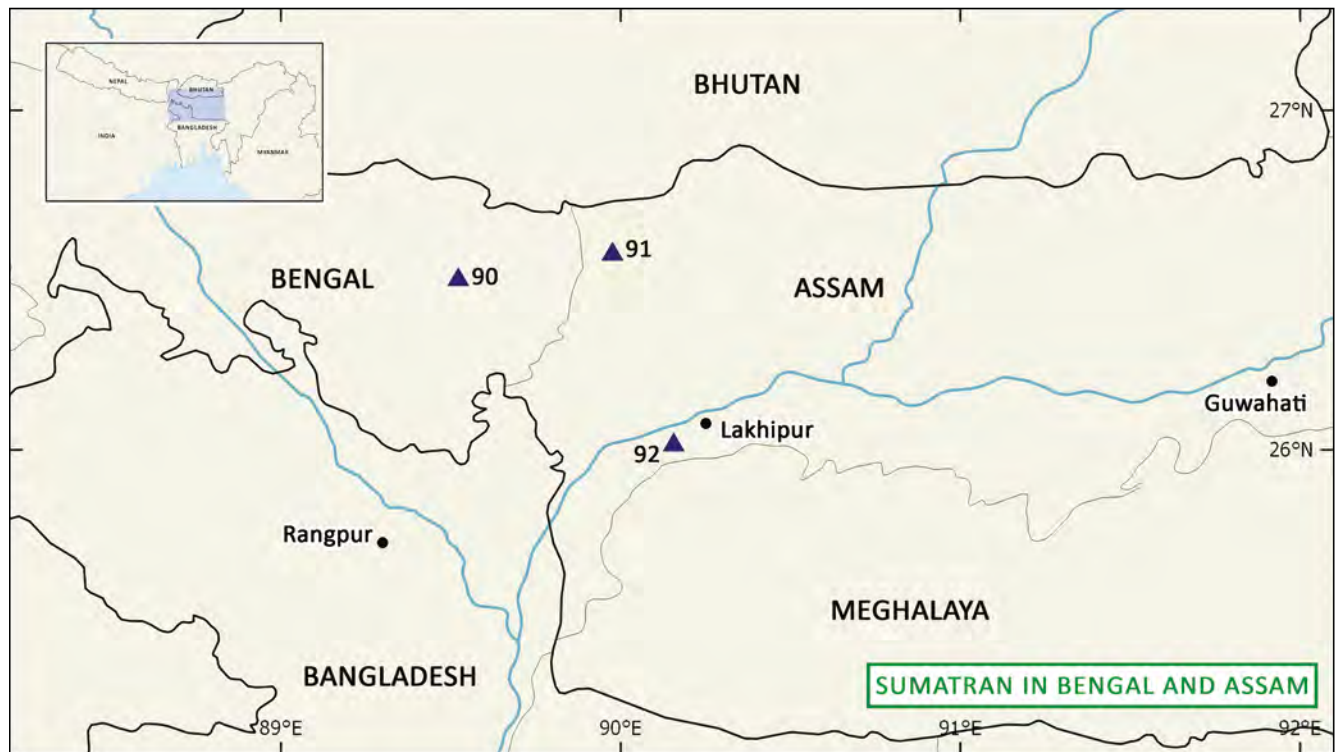 BHUTAN
27°N
NEPAL
BHUTAN
INDIA
BANGLADESH
MYANMAR
BENGAL
90
91
ASSAM
Guwahati
Lakhipur
92
26°N
Rangpur
MEGHALAYA
BANGLADESH
SUMATRAN IN BENGAL AND ASSAM
89°E
90°E
91°E
92°E